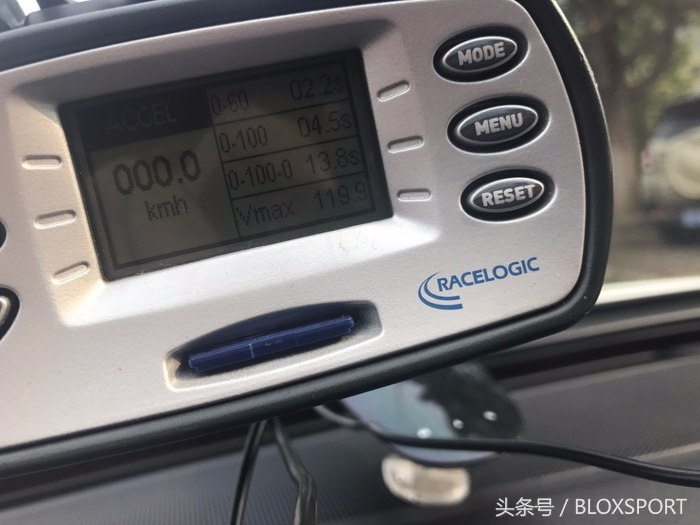 ACCEL
000.0
kmh
0-60 02.2s
0-100 04.5s
0-100-0 13.8s
Vmax 119.9
MODE
MENU
RESET
RACELOGIC
头条号 / BLOXSPORT